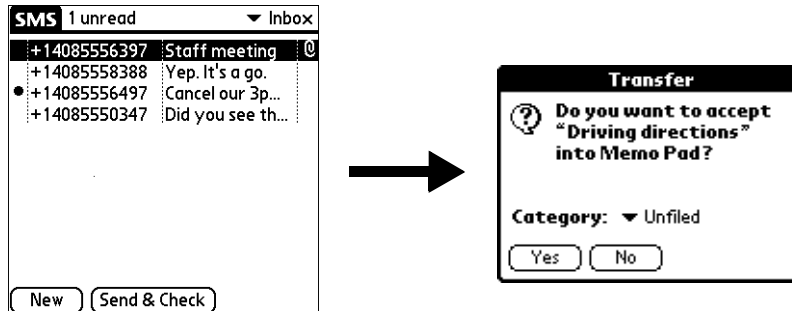 SMS 1 unread Inbox
+14085556397 Staff meeting
+14085558388 Yep. It's a go.
+14085556497 Cancel our 3p...
+14085550347 Did you see th...
New Send & Check
Transfer
Do you want to accept
“Driving directions”
into Memo Pad?
Category: Unfiled
Yes No